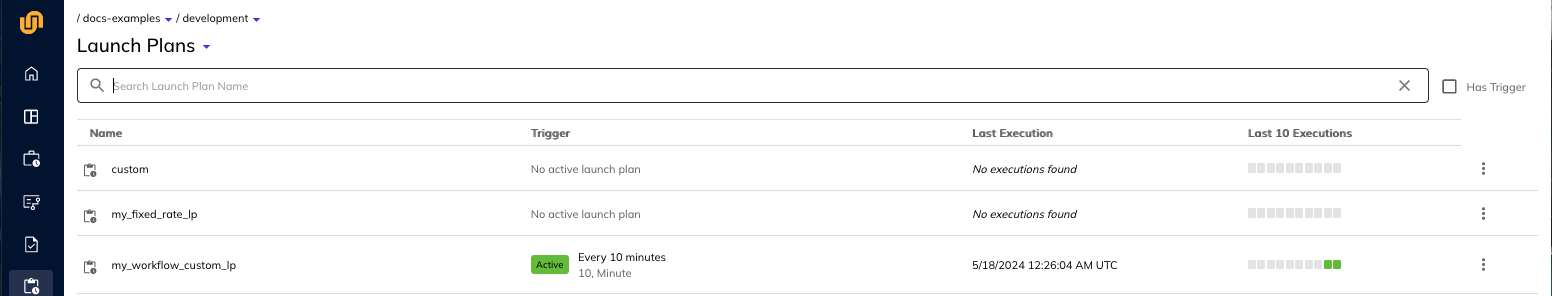 / docs-examples / development
Launch Plans
Search Launch Plan Name
Has Trigger
Name Trigger Last Execution Last 10 Executions
custom No active launch plan No executions found
my_fixed_rate_lp No active launch plan No executions found
my_workflow_custom_lp Active Every 10 minutes 5/18/2024 12:26:04 AM UTC
10, Minute